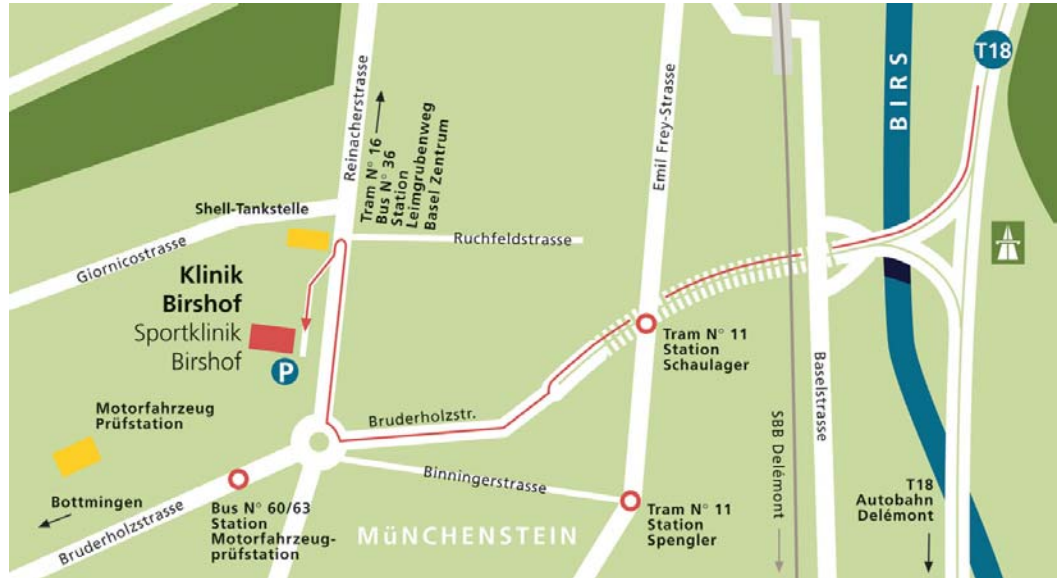 T18
BIRS
Reinacherstrasse
Tram N° 16
Bus N° 36
Station
Leimgrubenweg
Basel Zentrum
Emil Frey-Strasse
Shell-Tankstelle
Giornicostrasse
Ruchfeldstrasse
Klinik
Birshof
Sportklinik
Birshof
P
Tram N° 11
Station
Schaulager
Baselstrasse
SBB Delémont
Motorfahrzeug
Prüfstation
Bruderholzstr.
Binningerstrasse
Bottmingen
Bruderholzstrasse
Bus N° 60/63
Station
Motorfahrzeug-
prüfstation
MüNCHENSTEIN
Tram N° 11
Station
Spengler
T18
Autobahn
Delémont